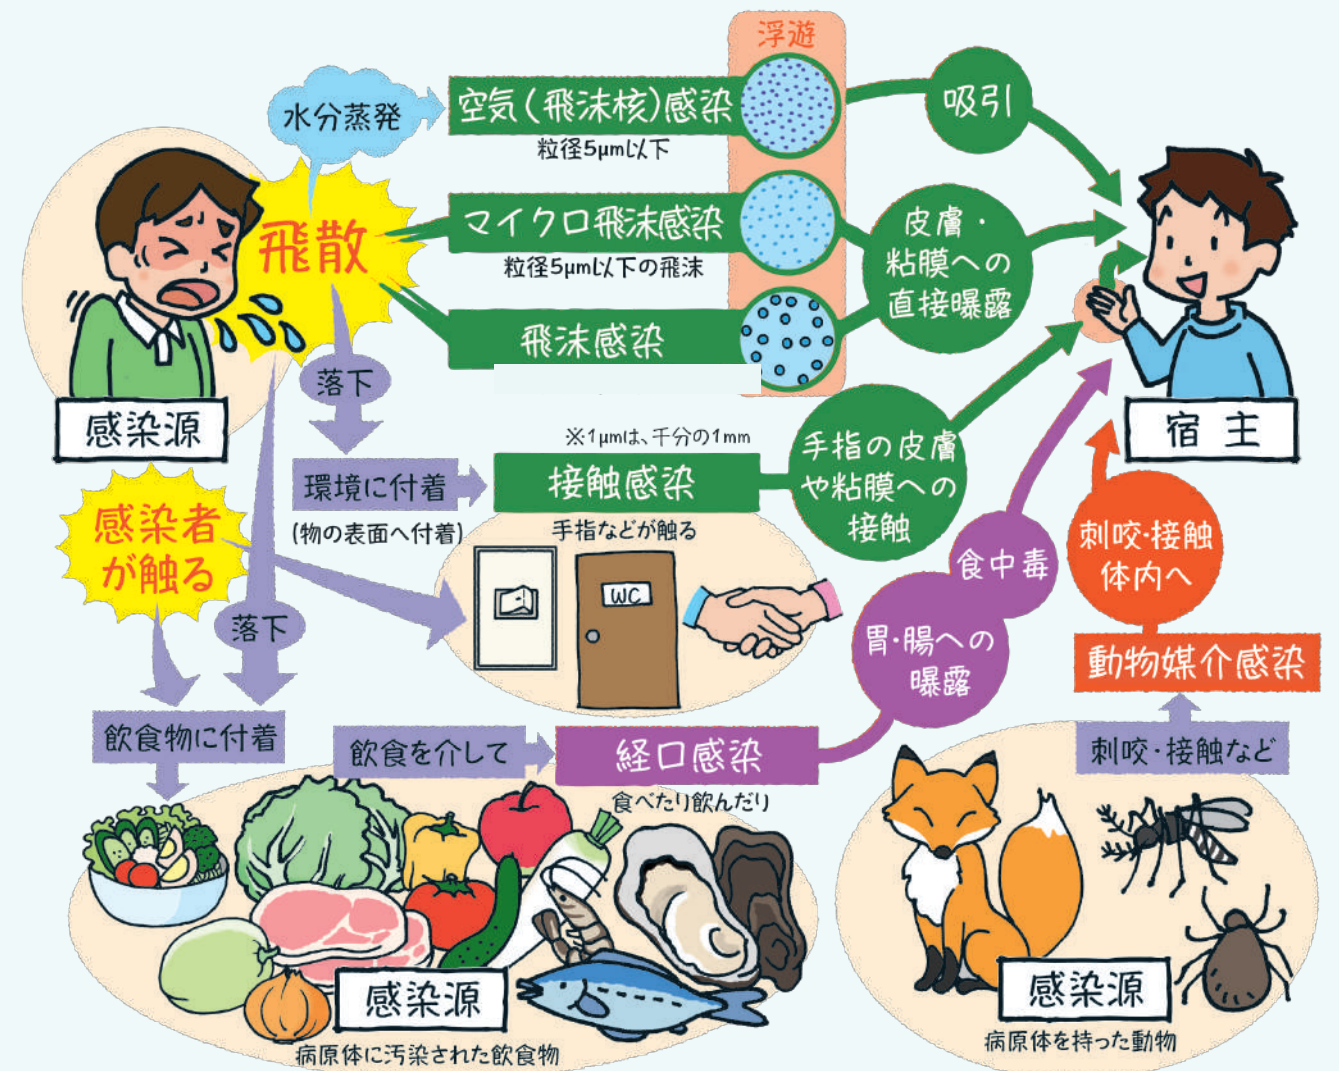 浮遊
水分蒸発
空気(飛沫核)感染
粒径5μm以下
吸引
飛散
マイクロ飛沫感染
粒径5μm以下の飛沫
皮膚・
粘膜への
直接曝露
飛沫感染
落下
感染源
宿主
※1μmは、千分の1mm
環境に付着
(物の表面へ付着)
接触感染
手指などが触る
手指の皮膚
や粘膜への
接触
感染者
が触る
落下
WC
食中毒
胃・腸への
曝露
刺咬・接触
体内へ
動物媒介感染
刺咬・接触など
飲食物に付着
飲食を介して
経口感染
食べたり飲んだり
感染源
病原体に汚染された飲食物
感染源
病原体を持った動物